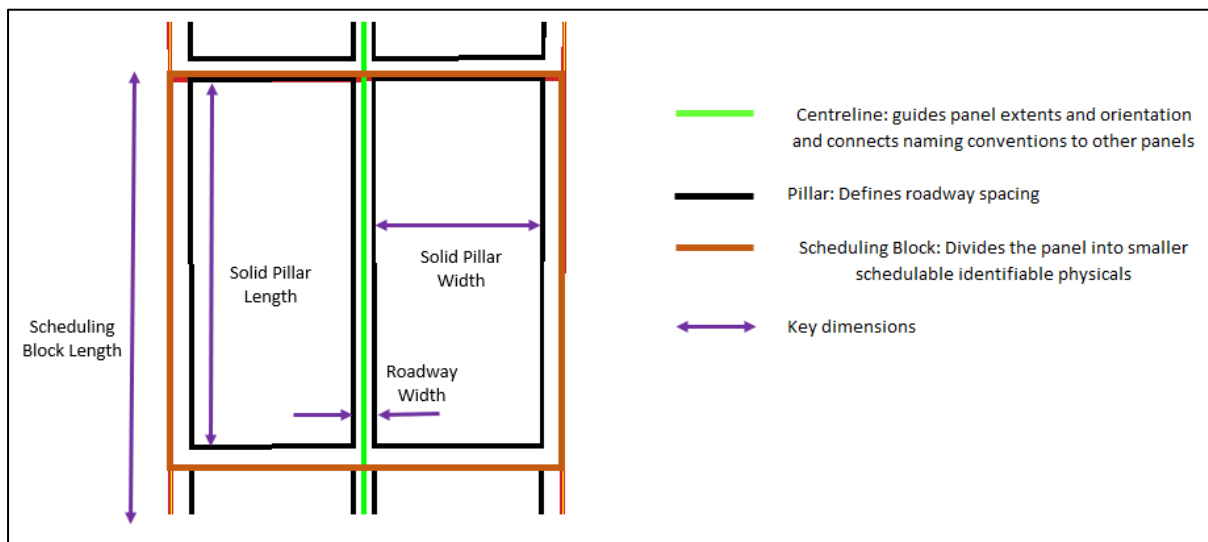 Solid Pillar
Length
Solid Pillar
Width
Scheduling
Block Length
Roadway
Width
Centreline: guides panel extents and orientation
and connects naming conventions to other panels
Pillar: Defines roadway spacing
Scheduling Block: Divides the panel into smaller
schedulable identifiable physicals
Key dimensions